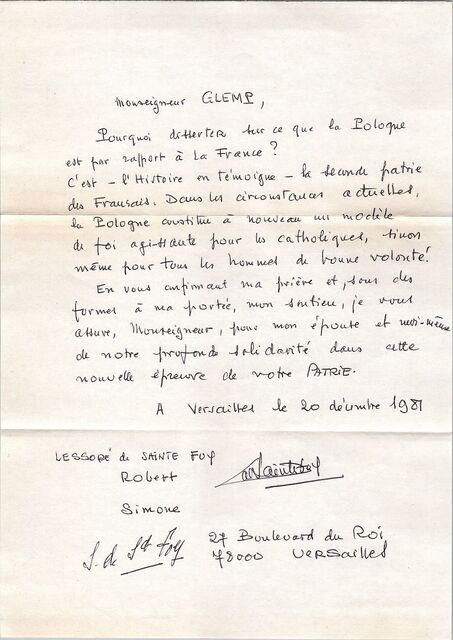 Monseigneur GLEMP,
Pourquoi disserter sur ce que la Pologne
est par rapport à la France ?
C'est - l'Histoire en témoigne - la seconde patrie
des Français. Dans les circonstances actuelles,
la Pologne constitue à nouveau un modèle
de foi agissante pour les catholiques, sinon
même pour tous les hommes de bonne volonté.
En vous confirmant ma prière et, sous des
formes à ma portée, mon soutien, je vous
assure, Monseigneur, pour mon épouse et moi-même
de notre profonde solidarité dans cette
nouvelle épreuve de votre PATRIE.
A Versailles le 20 décembre 1981
LESSORÉ de SAINTE FOY
Robert
Simone
S. de Ste Foy
27 Boulevard du Roi
78000 VERSAILLES